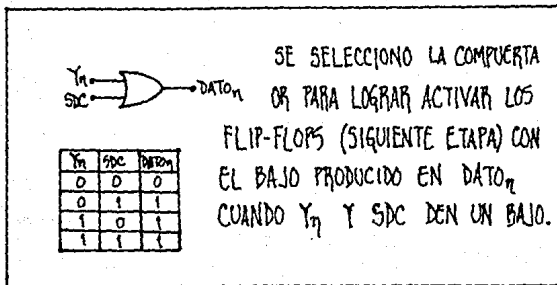 Yn
SDC
DATOn
SE SELECCIONO LA COMPUERTA
OR PARA LOGRAR ACTIVAR LOS
FLIP-FLOPS (SIGUIENTE ETAPA) CON
EL BAJO PRODUCIDO EN DATOn
CUANDO Yn Y SDC DEN UN BAJO.
Yn SDC DATOn
0 0 0
0 1 1
1 0 1
1 1 1